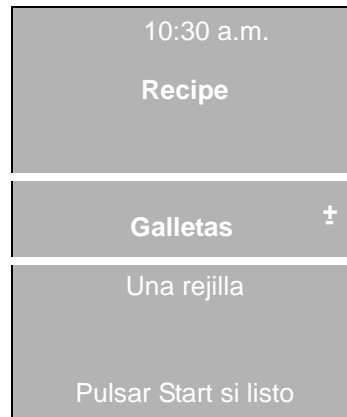 10:30 a.m.
Recipe
Galletas ±
Una rejilla
Pulsar Start si listo